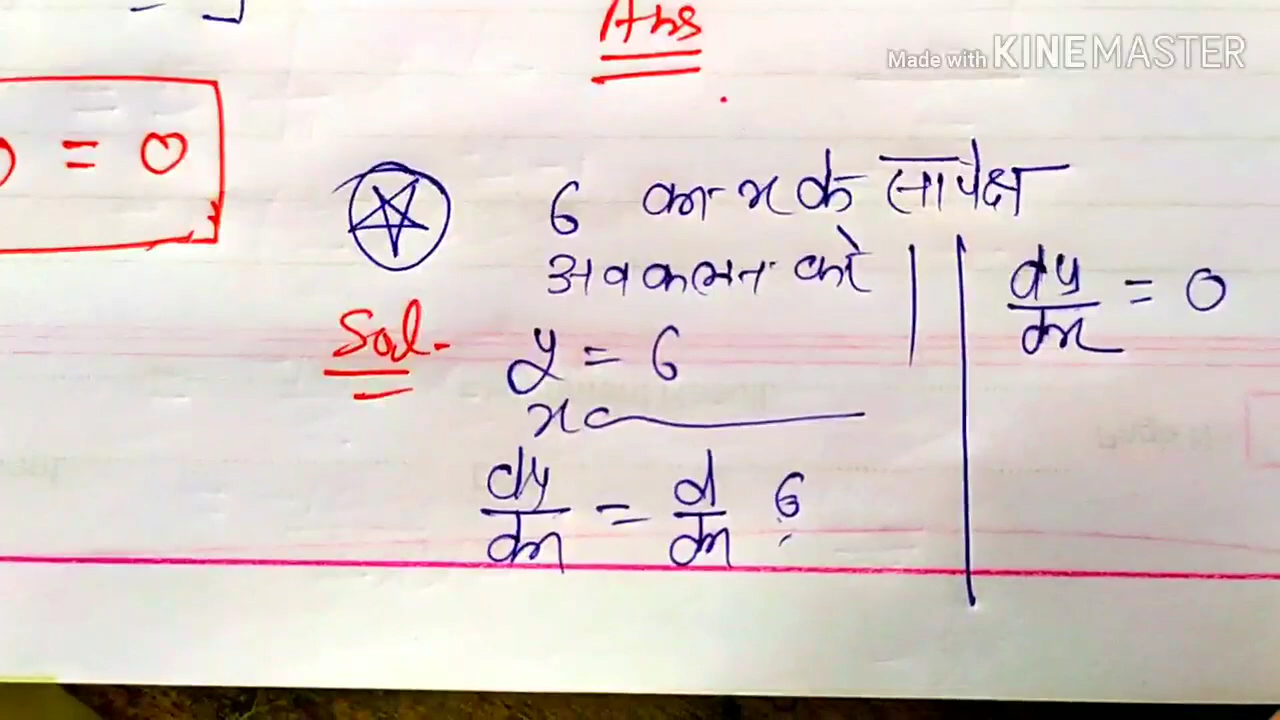 Ans
Made with KINEMASTER
= 0
6 का x के सापेक्ष
अवकलन करे
Sol.
y = 6
x
dy/dx = d/dx 6
dy/dx = 0